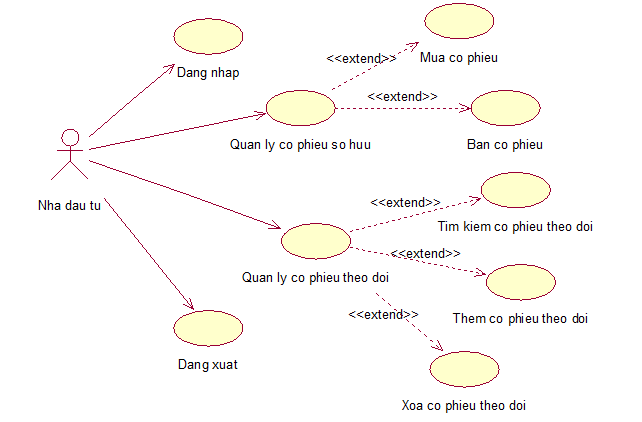 Dang nhap
<<extend>>
Mua co phieu
<<extend>>
Quan ly co phieu so huu
Ban co phieu
Nha dau tu
<<extend>>
Tim kiem co phieu theo doi
<<extend>>
Quan ly co phieu theo doi
Them co phieu theo doi
<<extend>>
Dang xuat
Xoa co phieu theo doi